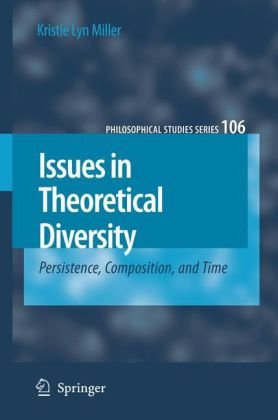 Kristie Lyn Miller
PHILOSOPHICAL STUDIES SERIES 106
Issues in
Theoretical
Diversity
Persistence, Composition, and Time
Springer